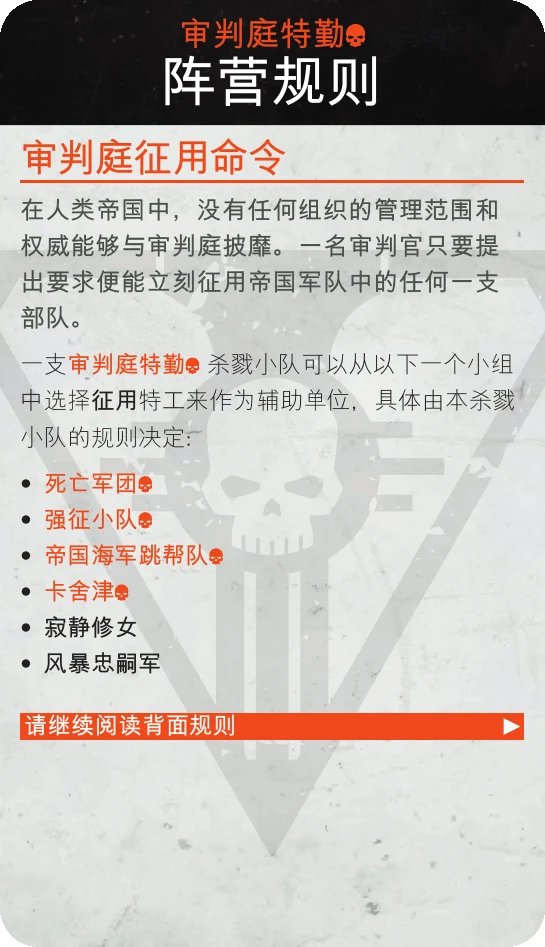 审判庭特勤
阵营规则
审判庭征用命令
在人类帝国中，没有任何组织的管理范围和
权威能够与审判庭披靡。一名审判官只要提
出要求便能立刻征用帝国军队中的任何一支
部队。
一支审判庭特勤 杀戮小队可以从以下一个小组
中选择征用特工来作为辅助单位，具体由本杀戮
小队的规则决定:
• 死亡军团
• 强征小队
• 帝国海军跳帮队
• 卡舍津
• 寂静修女
• 风暴忠嗣军
请继续阅读背面规则